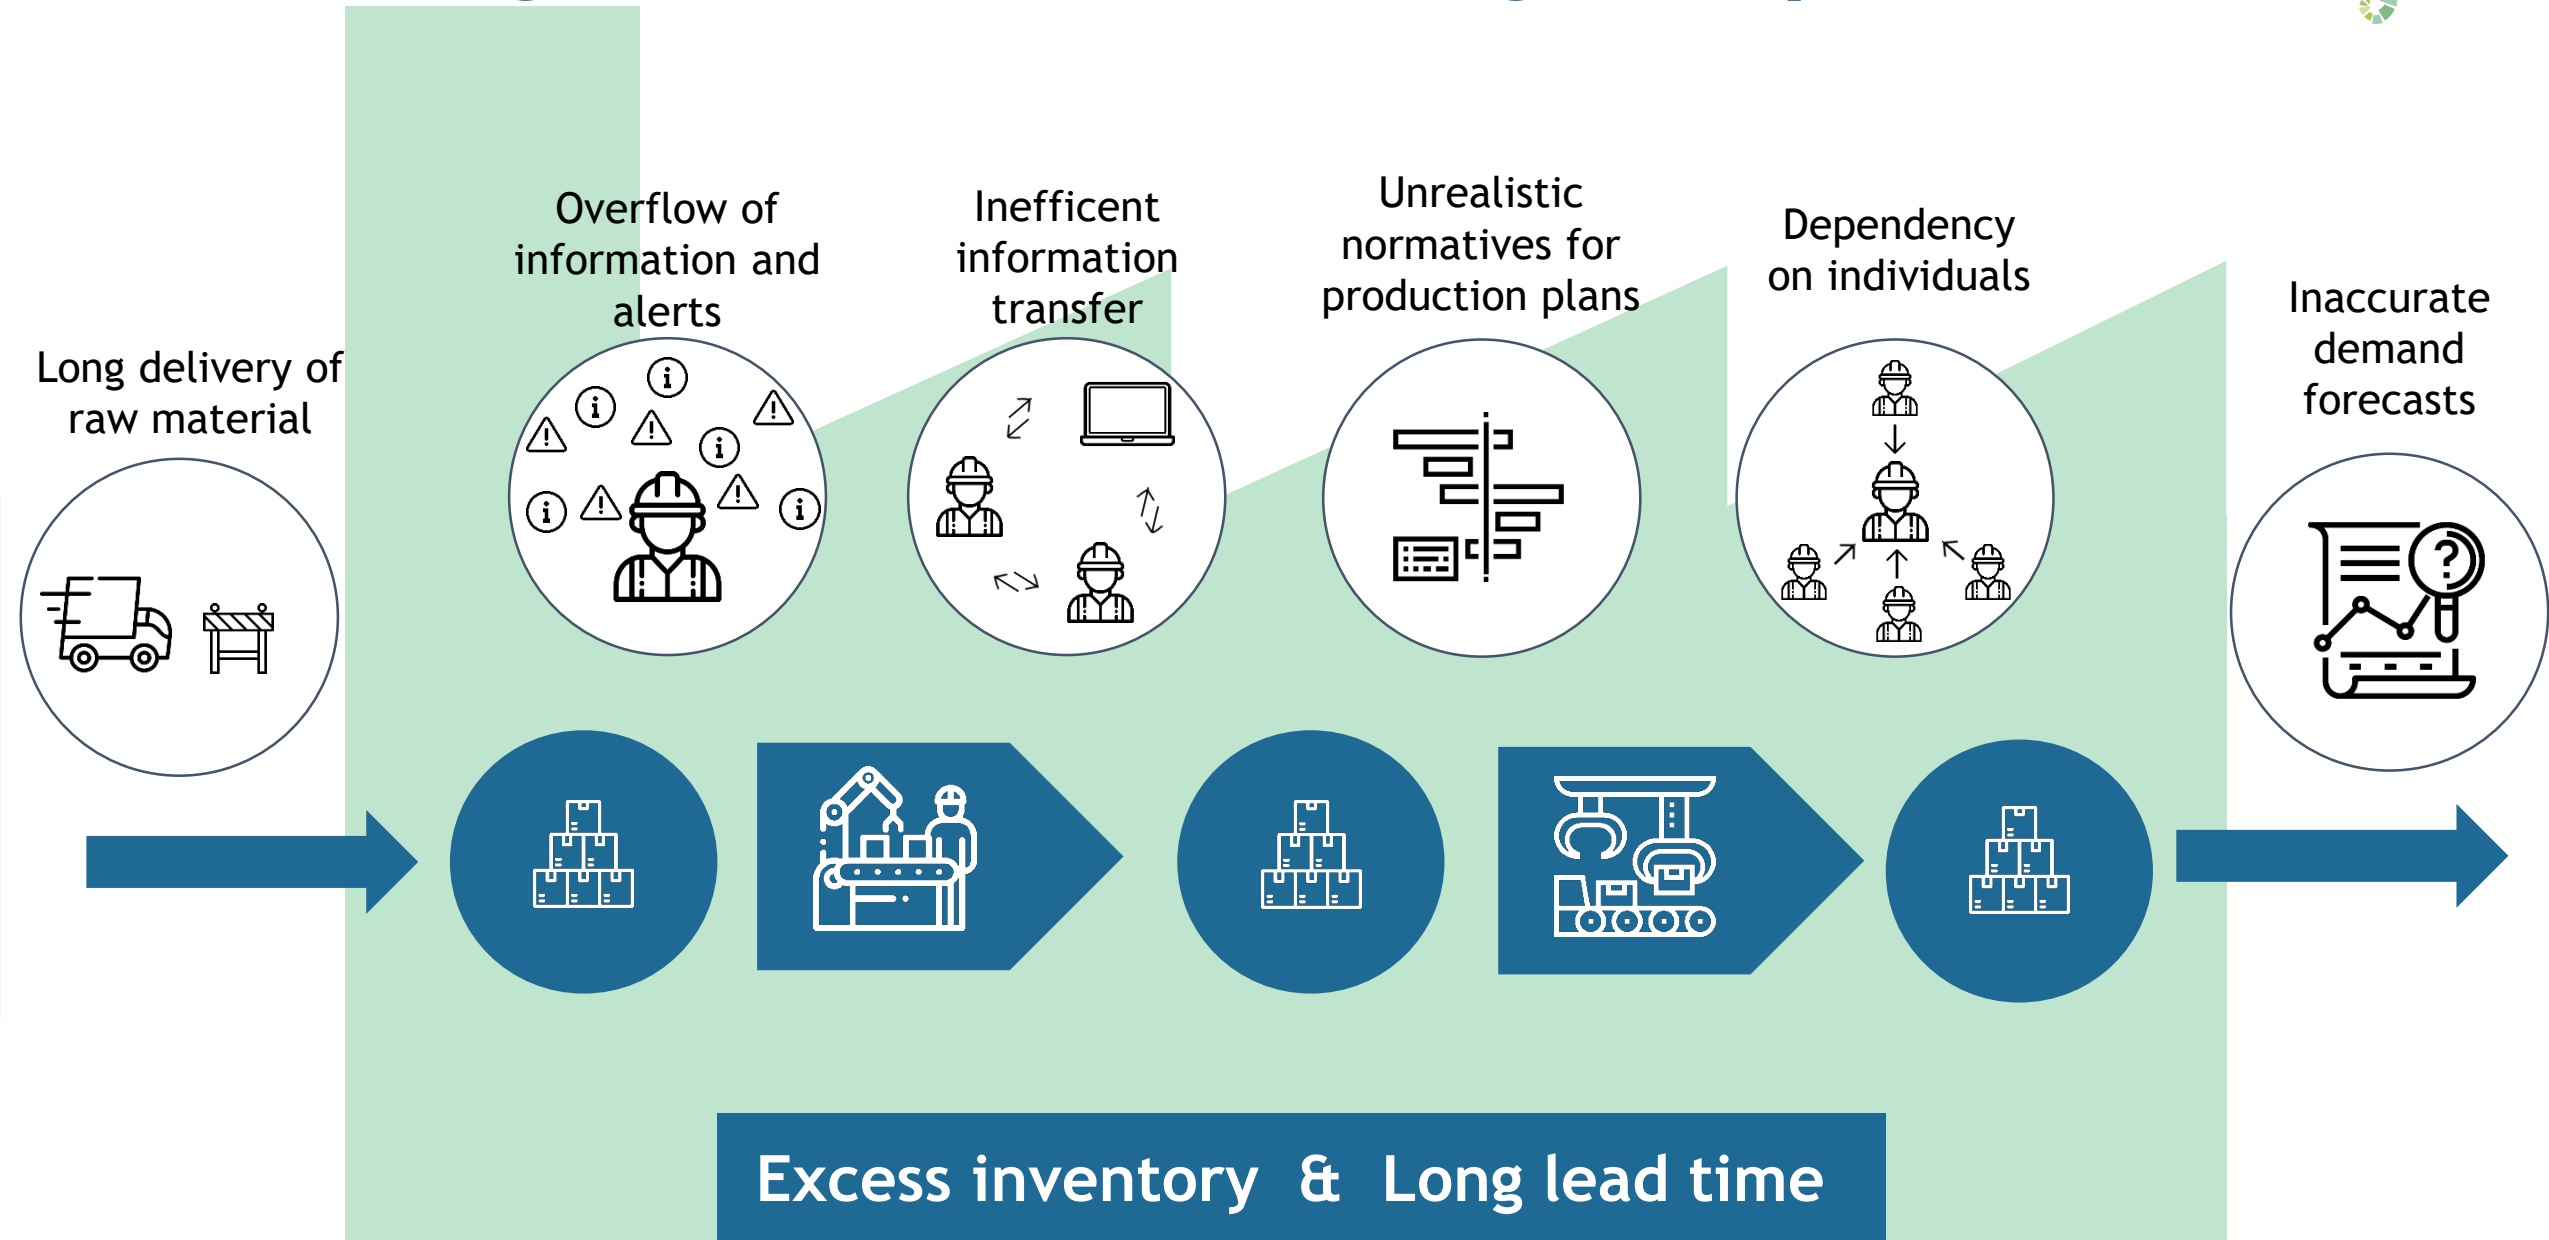 Long delivery of
raw material
Overflow of
information and
alerts
Inefficent
information
transfer
Unrealistic
normatives for
production plans
Dependency
on individuals
Inaccurate
demand
forecasts
Excess inventory & Long lead time